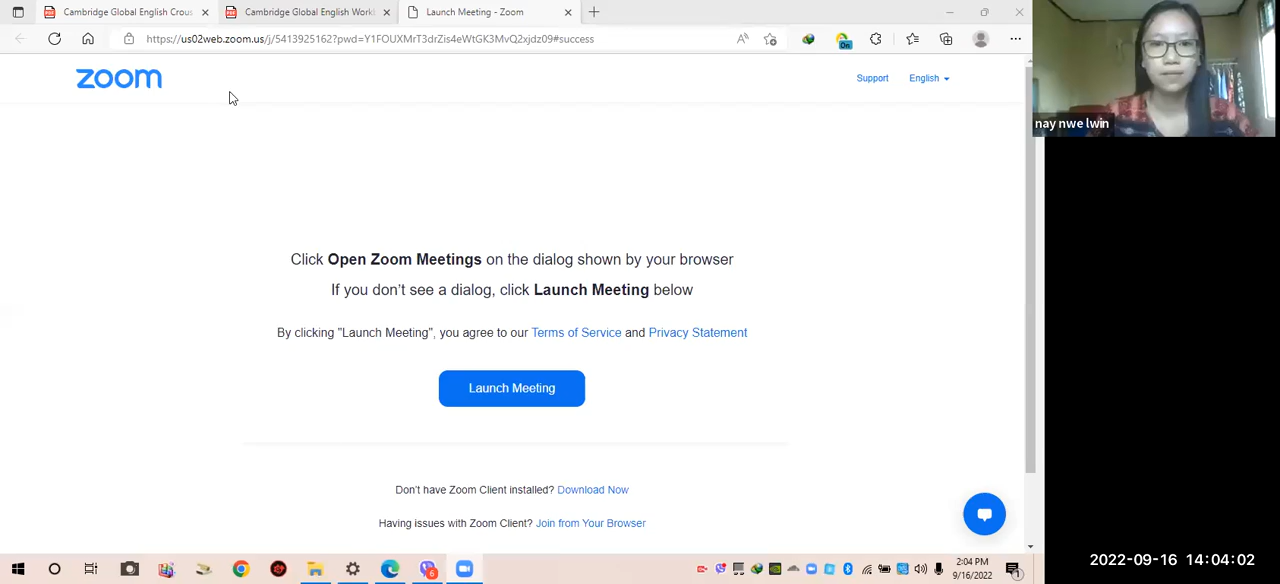 Cambridge Global English Crous
Cambridge Global English Workl
Launch Meeting - Zoom
https://us02web.zoom.us/j/5413925162?pwd=Y1FOUXMrT3drZis4eWtGK3MvQ2xjdz09#success
On
zoom
Support
English
nay nwe lwin
Click Open Zoom Meetings on the dialog shown by your browser
If you don't see a dialog, click Launch Meeting below
By clicking "Launch Meeting", you agree to our Terms of Service and Privacy Statement
Launch Meeting
Don't have Zoom Client installed? Download Now
Having issues with Zoom Client? Join from Your Browser
2:04 PM
9/16/2022
2022-09-16 14:04:02